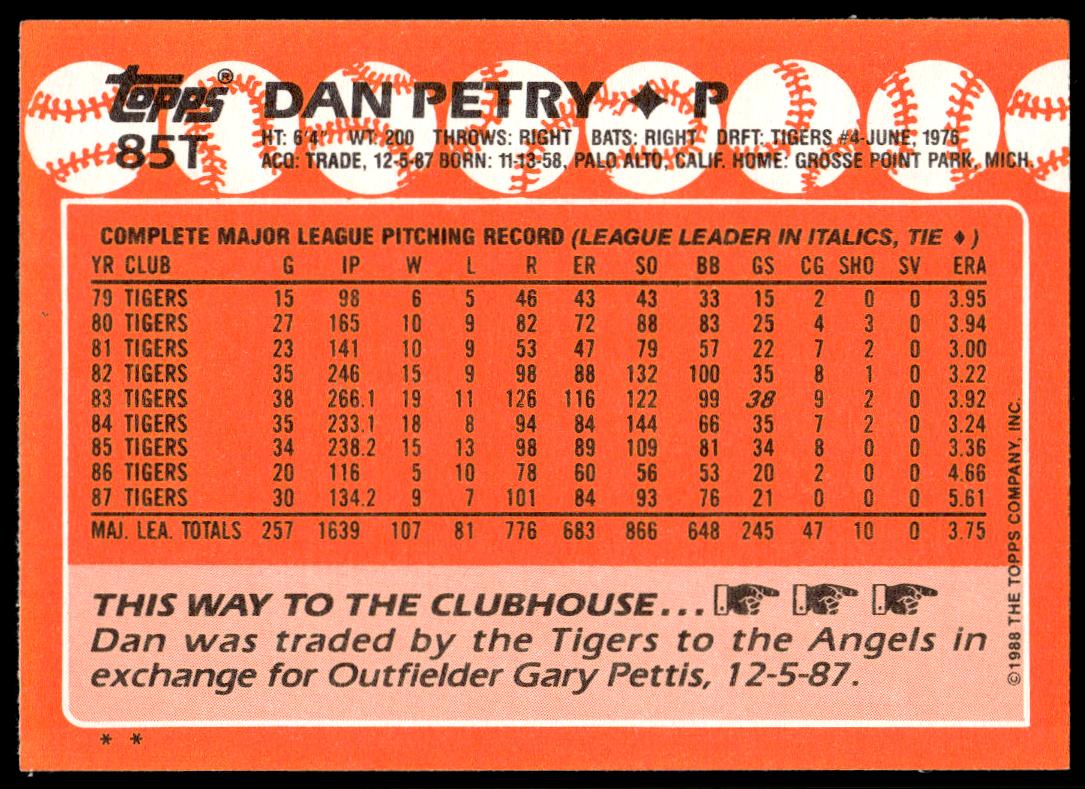 Topps® DAN PETRY ♦ P
85T
HT: 6'4" WT: 200 THROWS: RIGHT BATS: RIGHT DRFT: TIGERS #4-JUNE, 1976
ACQ: TRADE, 12-5-87 BORN: 11-13-58, PALO ALTO, CALIF. HOME: GROSSE POINT PARK, MICH.
COMPLETE MAJOR LEAGUE PITCHING RECORD (LEAGUE LEADER IN ITALICS, TIE ♦)
YR CLUB G IP W L R ER SO BB GS CG SHO SV ERA
79 TIGERS 15 98 6 5 46 43 43 33 15 2 0 0 3.95
80 TIGERS 27 165 10 9 82 72 88 83 25 4 3 0 3.94
81 TIGERS 23 141 10 9 53 47 79 57 22 7 2 0 3.00
82 TIGERS 35 246 15 9 98 88 132 100 35 8 1 0 3.22
83 TIGERS 38 266.1 19 11 126 116 122 99 38 9 2 0 3.92
84 TIGERS 35 233.1 18 8 94 84 144 66 35 7 2 0 3.24
85 TIGERS 34 238.2 15 13 98 89 109 81 34 8 0 0 3.36
86 TIGERS 20 116 5 10 78 60 56 53 20 2 0 0 4.66
87 TIGERS 30 134.2 9 7 101 84 93 76 21 0 0 0 5.61
MAJ. LEA. TOTALS 257 1639 107 81 776 683 866 648 245 47 10 0 3.75
THIS WAY TO THE CLUBHOUSE...
Dan was traded by the Tigers to the Angels in
exchange for Outfielder Gary Pettis, 12-5-87.
©1988 THE TOPPS COMPANY, INC.
* *